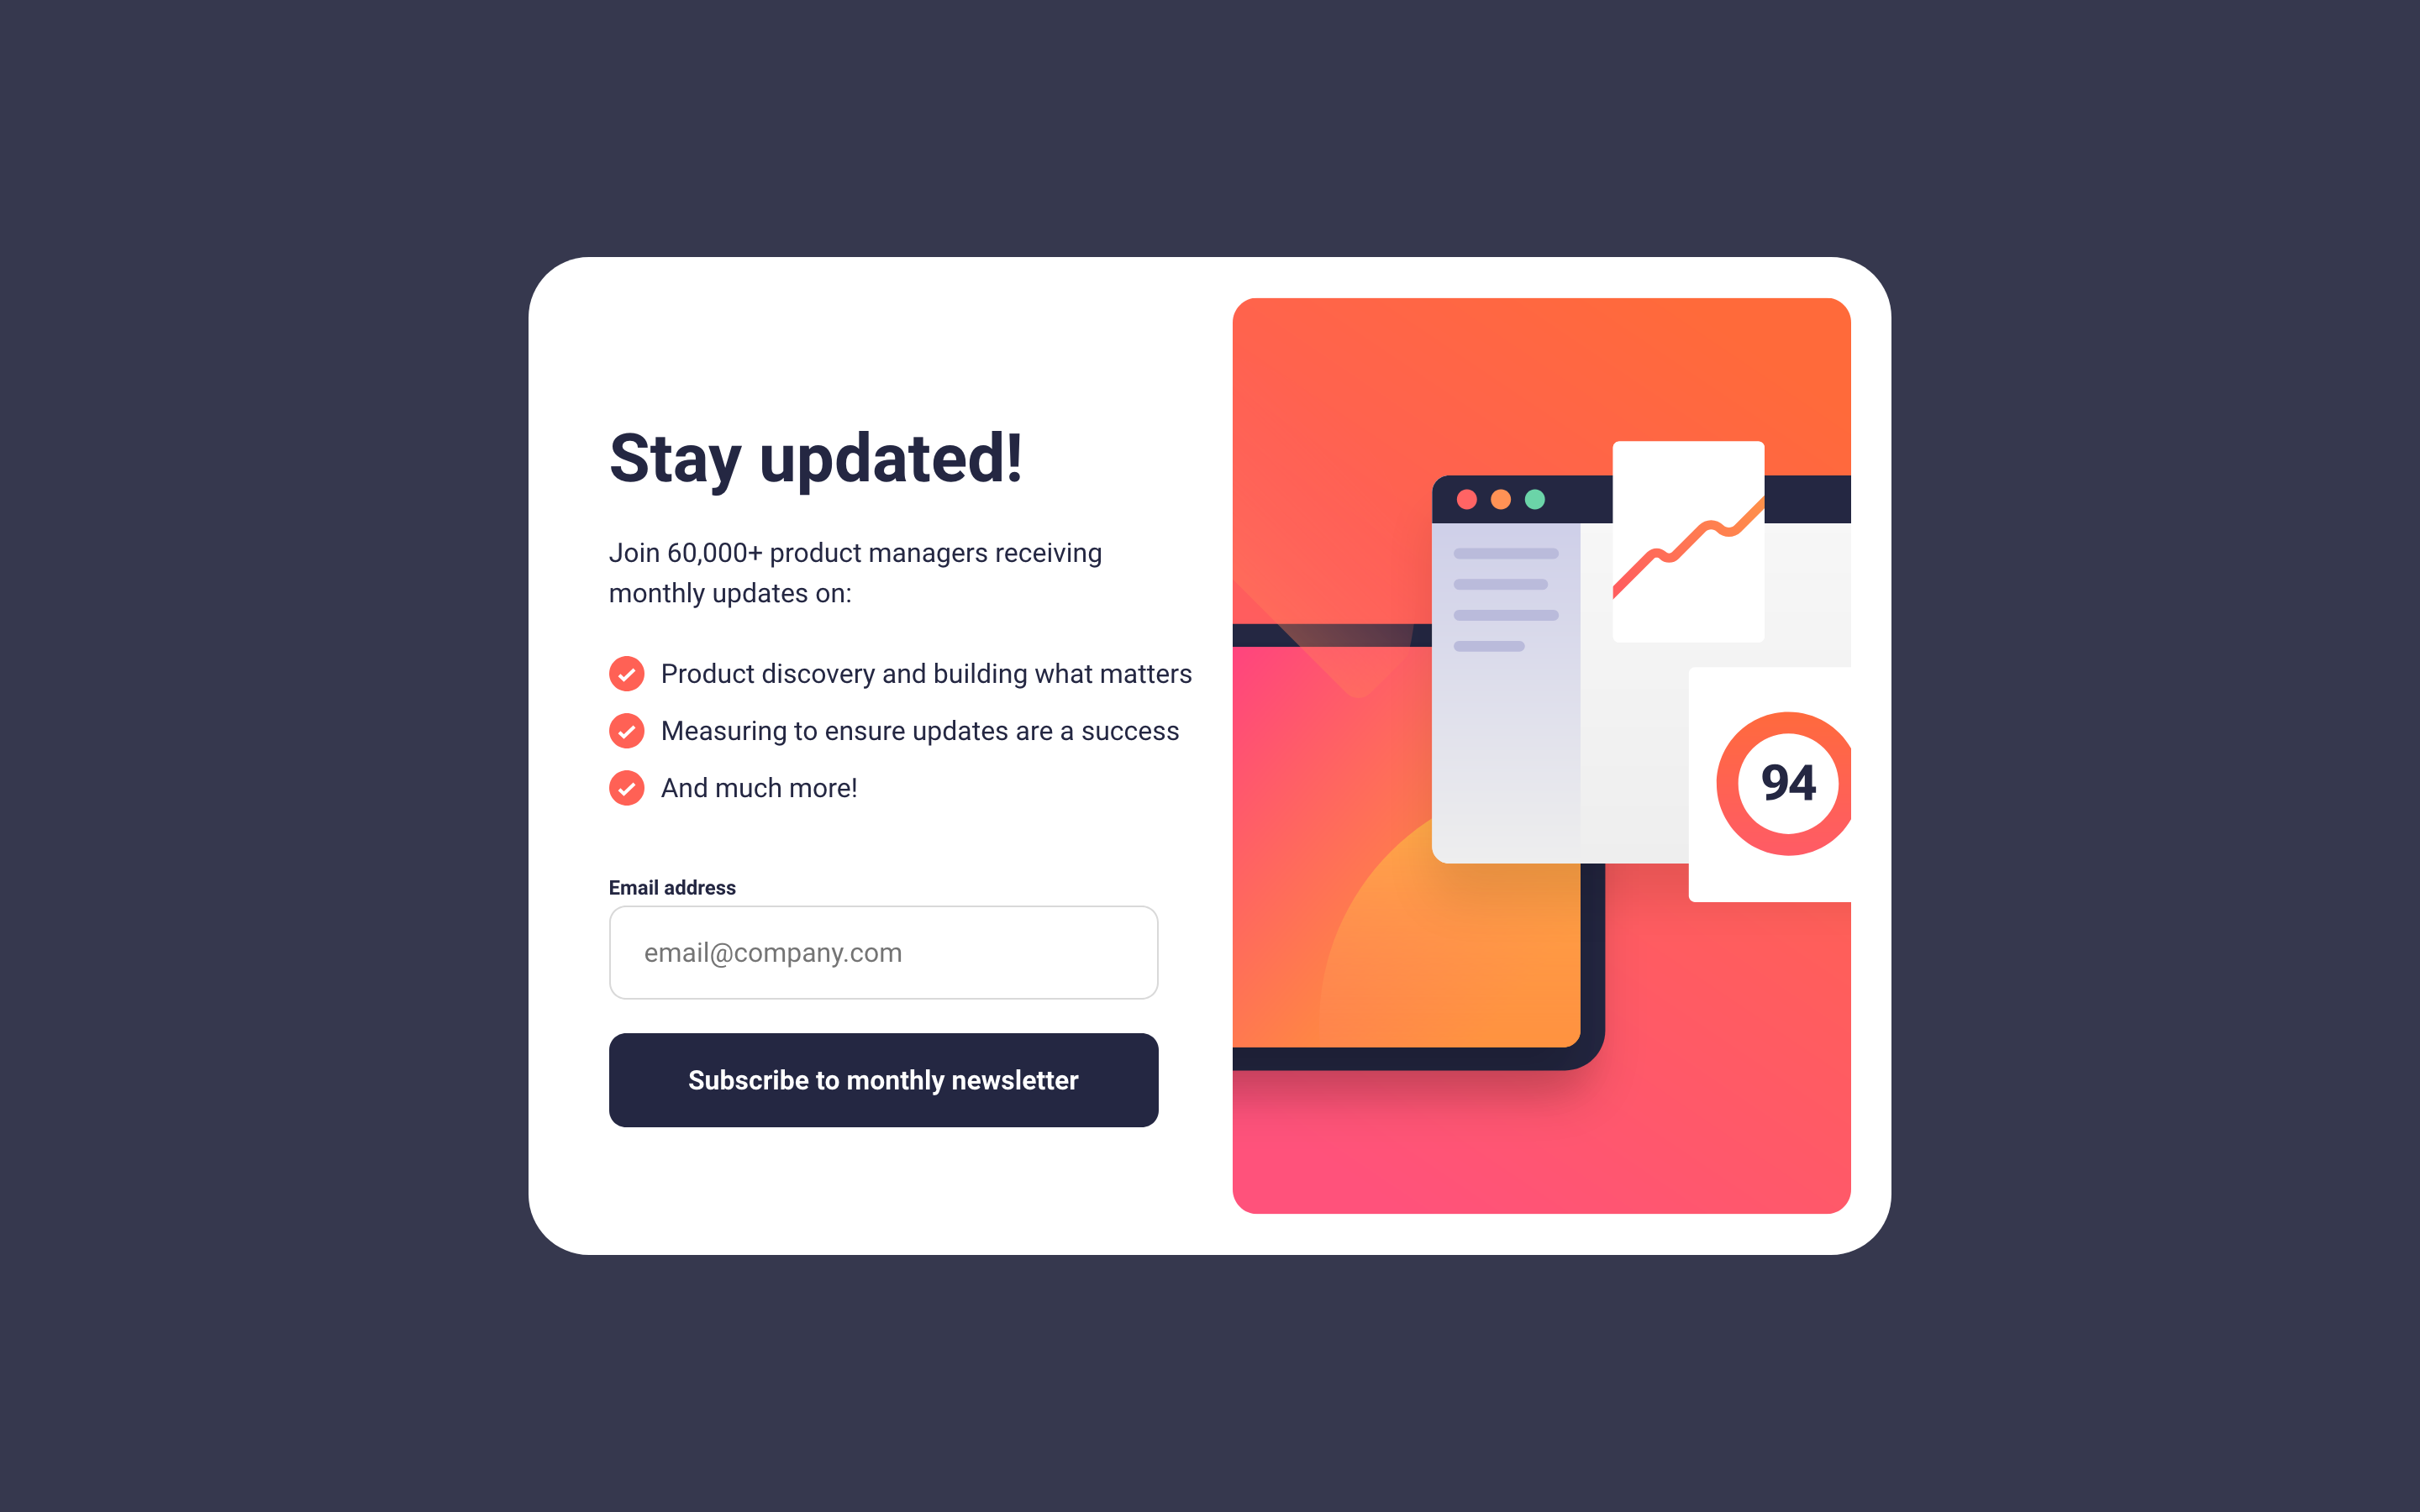 Stay updated!
Join 60,000+ product managers receiving
monthly updates on:
Product discovery and building what matters
Measuring to ensure updates are a success
And much more!
Email address
email@company.com
Subscribe to monthly newsletter
94